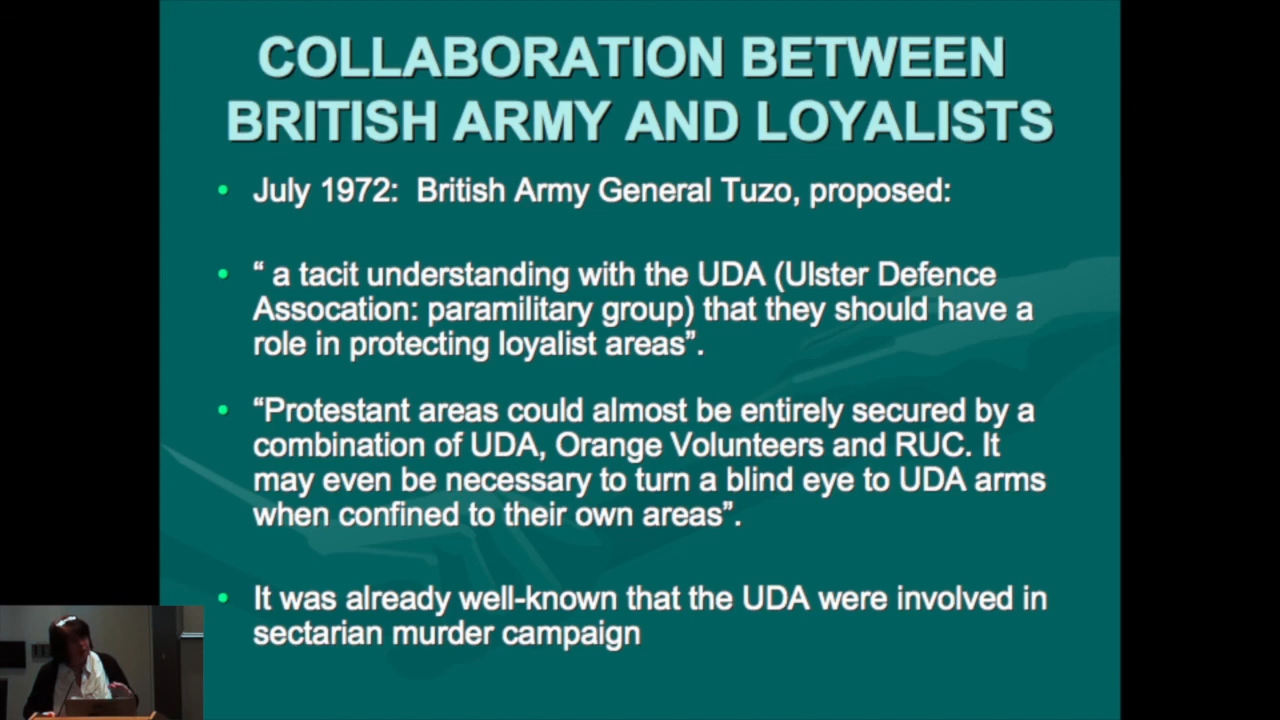 COLLABORATION BETWEEN
BRITISH ARMY AND LOYALISTS
• July 1972:  British Army General Tuzo, proposed:
• “ a tacit understanding with the UDA (Ulster Defence
Assocation: paramilitary group) that they should have a
role in protecting loyalist areas”.
• “Protestant areas could almost be entirely secured by a
combination of UDA, Orange Volunteers and RUC. It
may even be necessary to turn a blind eye to UDA arms
when confined to their own areas”.
• It was already well-known that the UDA were involved in
sectarian murder campaign